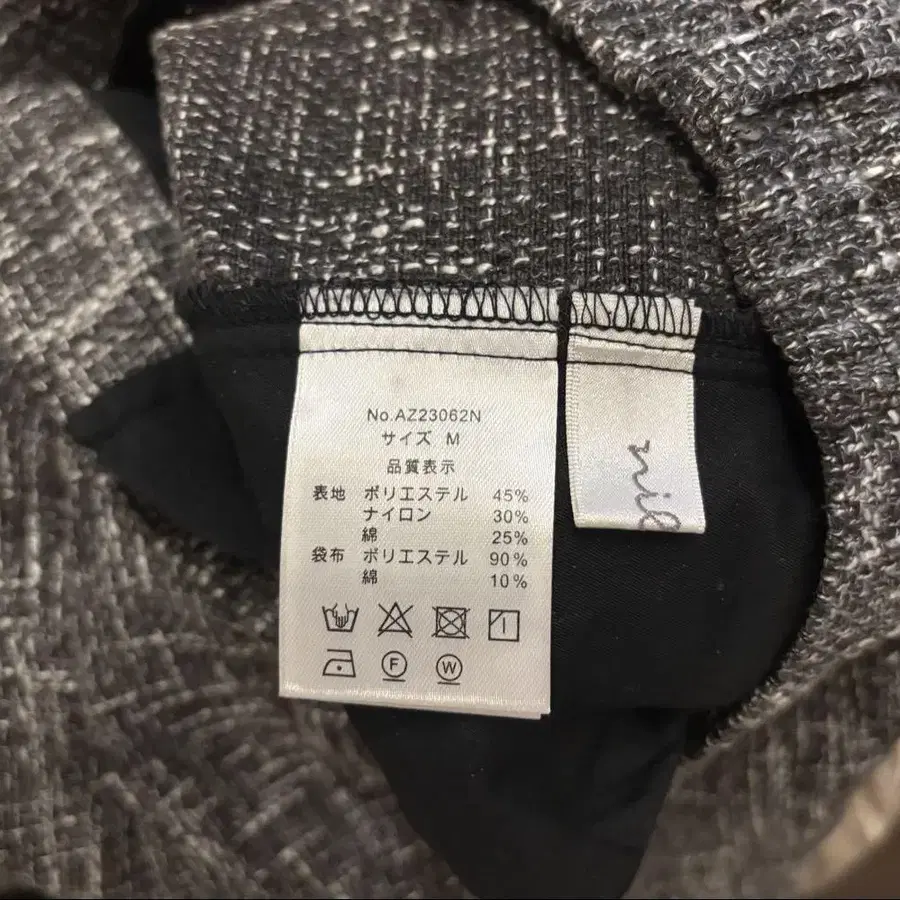 No.AZ23062N
サイズ M
品質表示
表地 ポリエステル 45%
ナイロン 30%
綿 25%
袋布 ポリエステル 90%
綿 10%
F W
nil